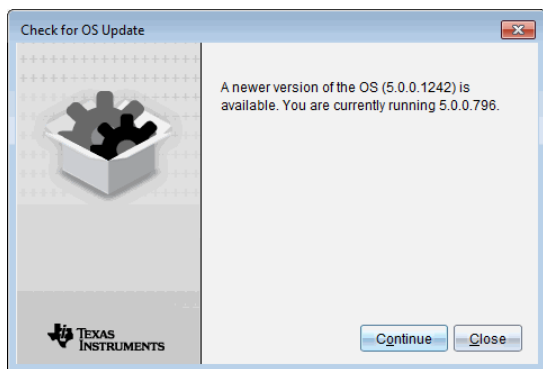 Check for OS Update
A newer version of the OS (5.0.0.1242) is
available. You are currently running 5.0.0.796.
TEXAS
INSTRUMENTS
Continue
Close